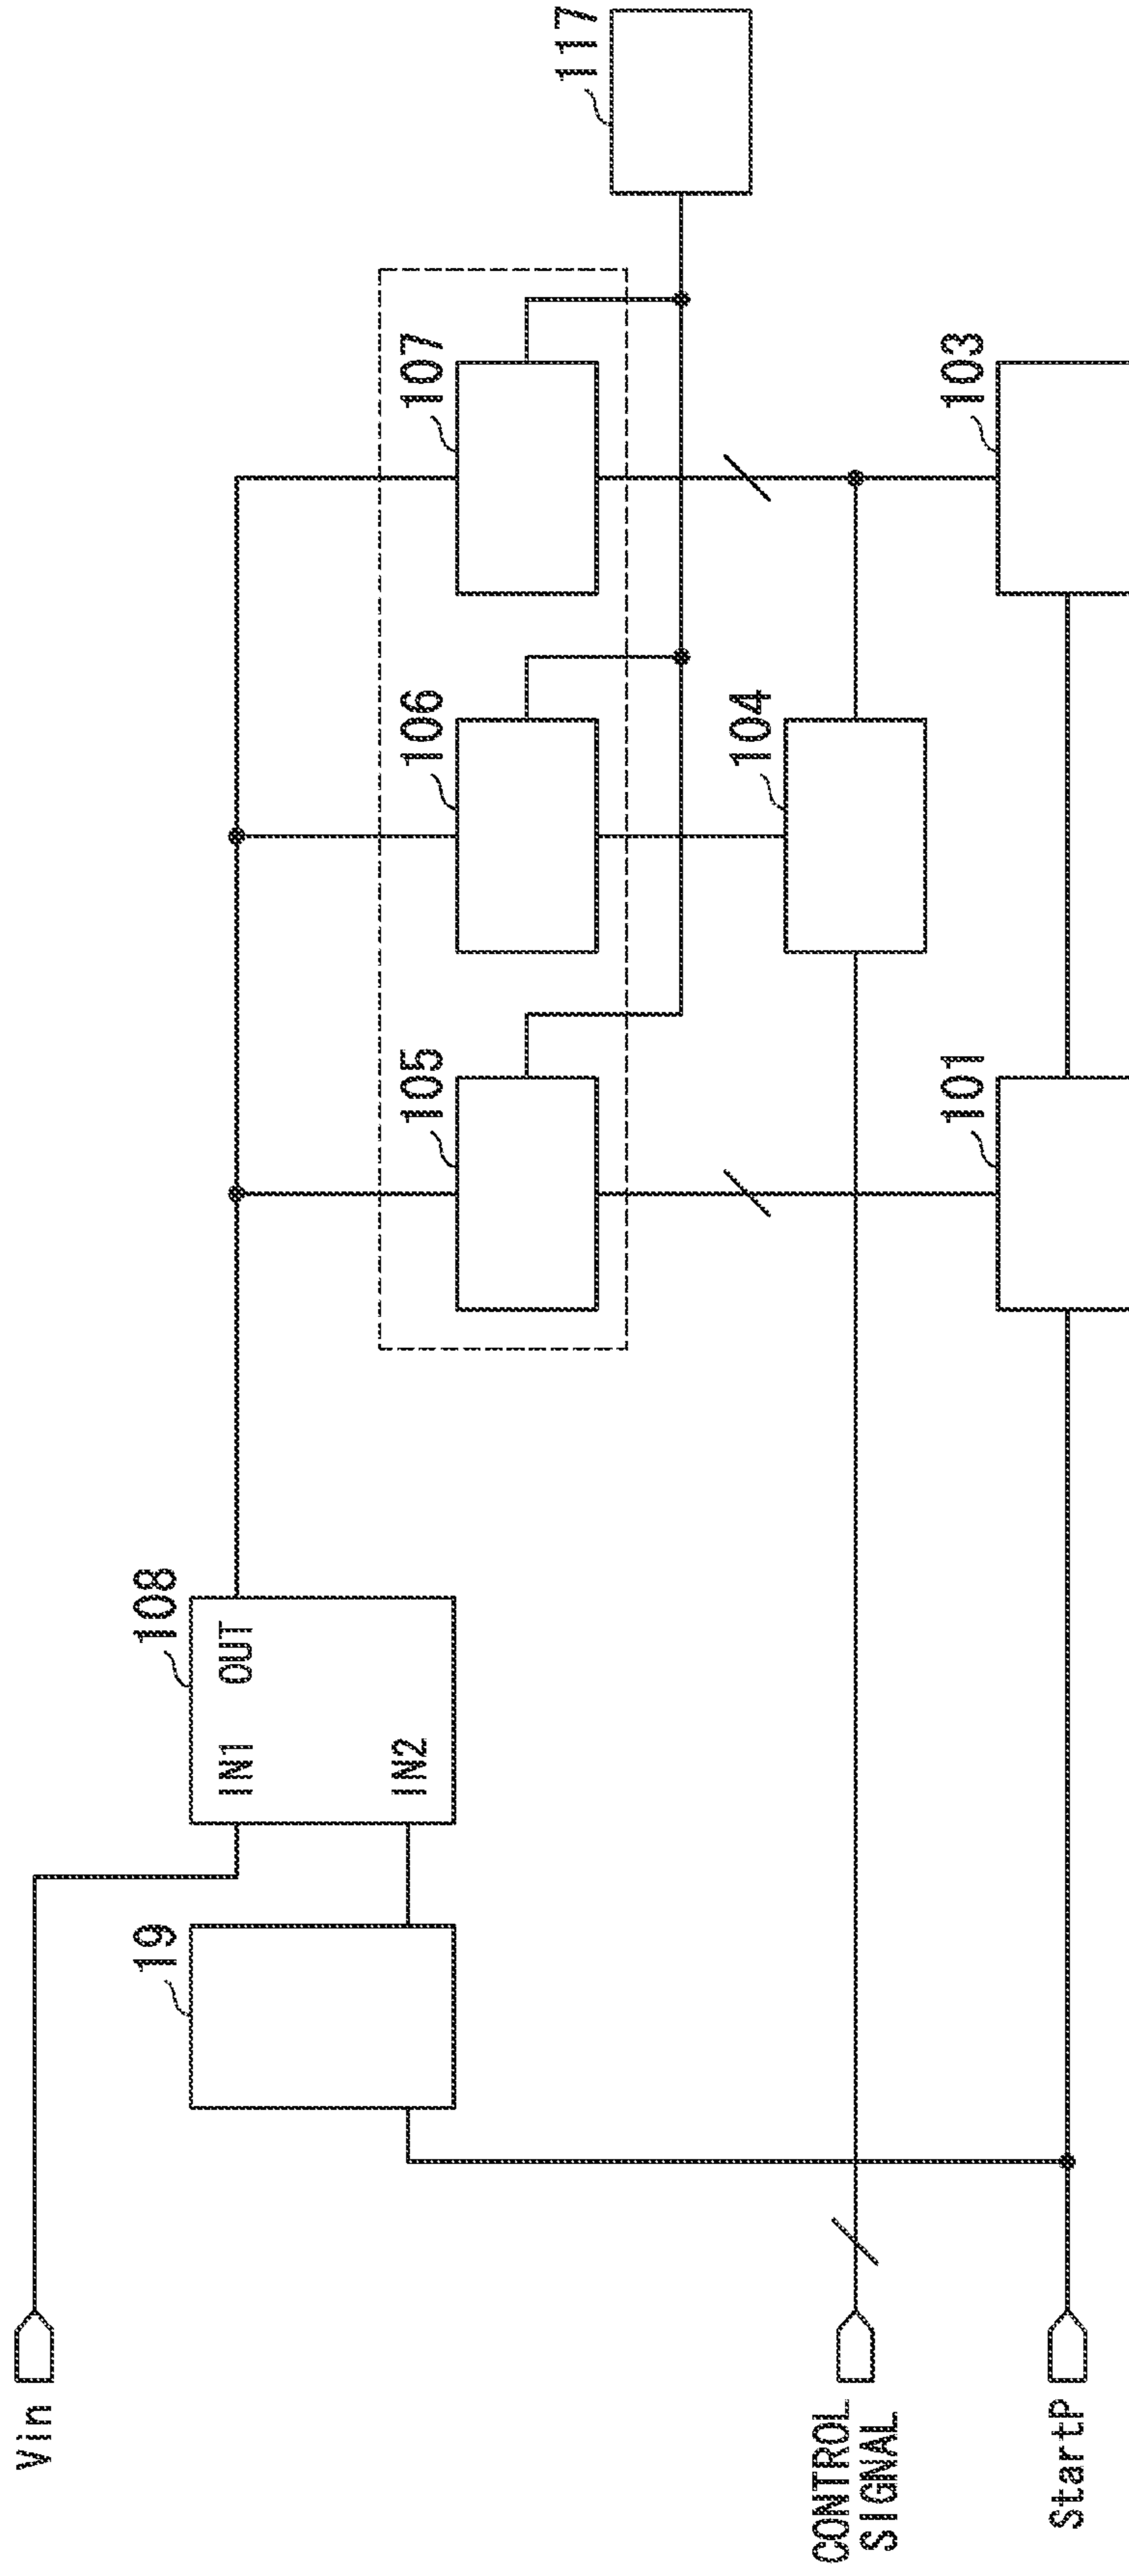 Vin
19
108
IN1 OUT
IN2
105
106
107
117
CONTROL
SIGNAL
104
StartP
101
103